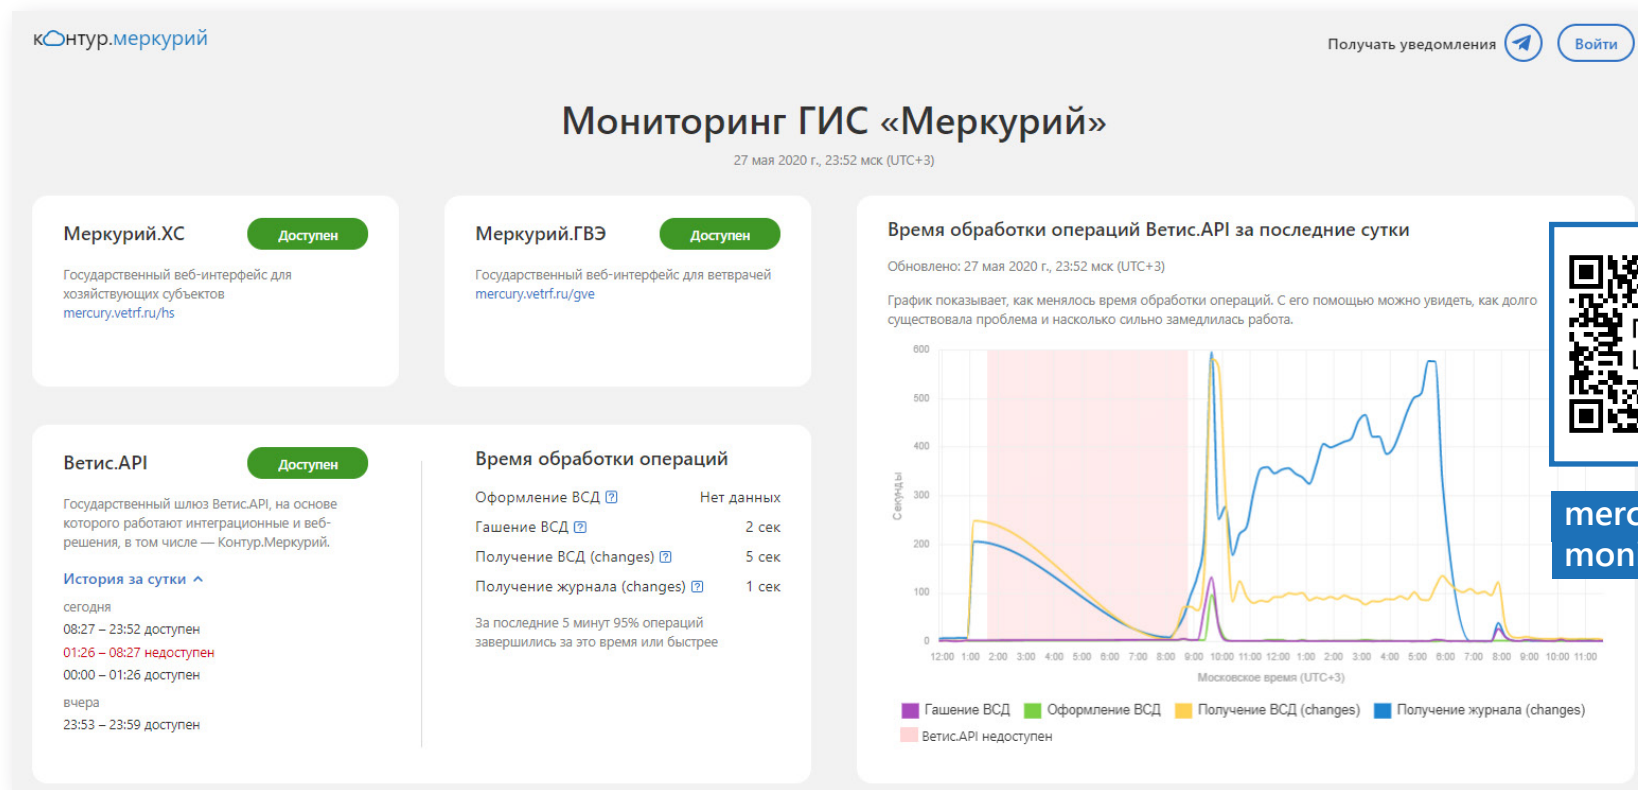 контур.меркурий
Получать уведомления
Войти
Мониторинг ГИС «Меркурий»
27 мая 2020 г., 23:52 мск (UTC+3)
Меркурий.ХС
Доступен
Государственный веб-интерфейс для
хозяйствующих субъектов
mercury.vetrf.ru/hs
Меркурий.ГВЭ
Доступен
Государственный веб-интерфейс для ветврачей
mercury.vetrf.ru/gve
Ветис.API
Доступен
Государственный шлюз Ветис.API, на основе
которого работают интеграционные и веб-
решения, в том числе — Контур.Меркурий.
История за сутки
сегодня
08:27 – 23:52 доступен
01:26 – 08:27 недоступен
00:00 – 01:26 доступен
вчера
23:53 – 23:59 доступен
Время обработки операций
Оформление ВСД ? Нет данных
Гашение ВСД ? 2 сек
Получение ВСД (changes) ? 5 сек
Получение журнала (changes) ? 1 сек
За последние 5 минут 95% операций
завершились за это время или быстрее
Время обработки операций Ветис.API за последние сутки
Обновлено: 27 мая 2020 г., 23:52 мск (UTC+3)
График показывает, как менялось время обработки операций. С его помощью можно увидеть, как долго
существовала проблема и насколько сильно замедлилась работа.
600
500
400
300
200
100
0
Секунды
12:00 1:00 2:00 3:00 4:00 5:00 6:00 7:00 8:00 9:00 10:00 11:00 12:00 1:00 2:00 3:00 4:00 5:00 6:00 7:00 8:00 9:00 10:00 11:00
Московское время (UTC+3)
Гашение ВСД Оформление ВСД Получение ВСД (changes) Получение журнала (changes)
Ветис.API недоступен
merc
mon